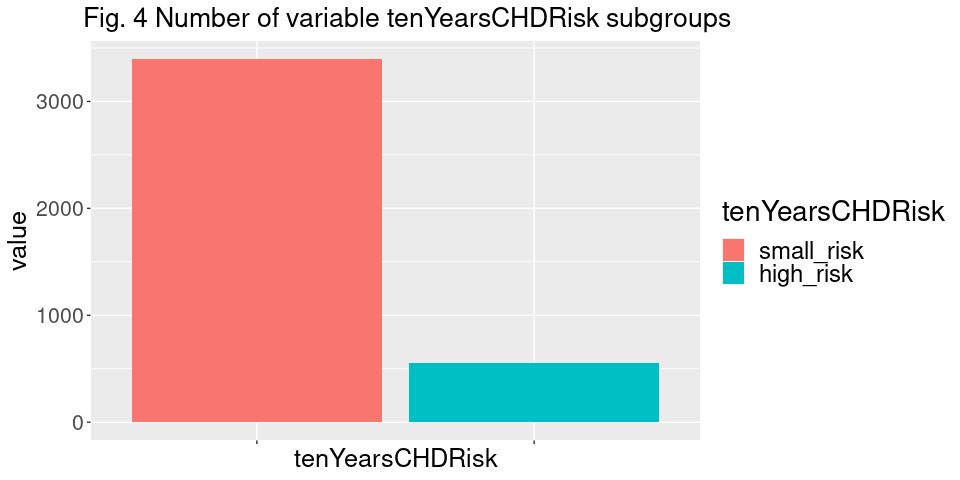 Fig. 4 Number of variable tenYearsCHDRisk subgroups
value
3000
2000
1000
0
tenYearsCHDRisk
tenYearsCHDRisk
small_risk
high_risk